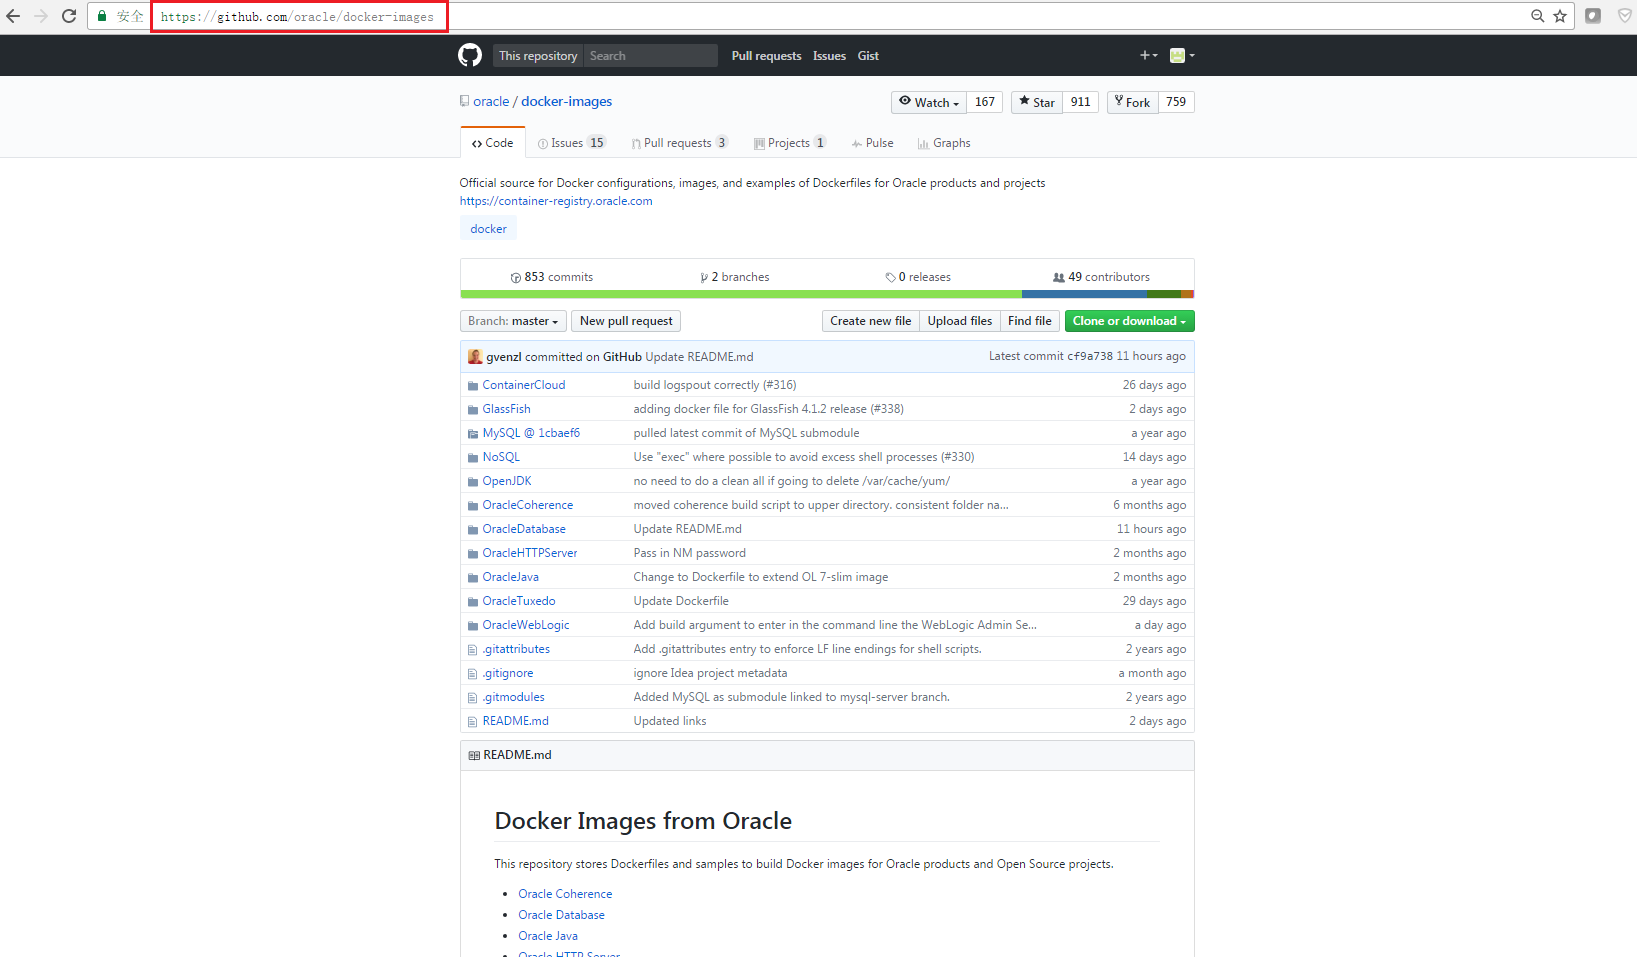 安全 https://github.com/oracle/docker-images
This repository Search Pull requests Issues Gist
oracle / docker-images Watch 167 Star 911 Fork 759
Code Issues 15 Pull requests 3 Projects 1 Pulse Graphs
Official source for Docker configurations, images, and examples of Dockerfiles for Oracle products and projects
https://container-registry.oracle.com
docker
853 commits 2 branches 0 releases 49 contributors
Branch: master New pull request Create new file Upload files Find file Clone or download
gvenzl committed on GitHub Update README.md Latest commit cf9a738 11 hours ago
ContainerCloud build logspout correctly (#316) 26 days ago
GlassFish adding docker file for GlassFish 4.1.2 release (#338) 2 days ago
MySQL @ 1cbaef6 pulled latest commit of MySQL submodule a year ago
NoSQL Use "exec" where possible to avoid excess shell processes (#330) 14 days ago
OpenJDK no need to do a clean all if going to delete /var/cache/yum/ a year ago
OracleCoherence moved coherence build script to upper directory. consistent folder na... 6 months ago
OracleDatabase Update README.md 11 hours ago
OracleHTTPServer Pass in NM password 2 months ago
OracleJava Change to Dockerfile to extend OL 7-slim image 2 months ago
OracleTuxedo Update Dockerfile 29 days ago
OracleWebLogic Add build argument to enter in the command line the WebLogic Admin Se... a day ago
.gitattributes Add .gitattributes entry to enforce LF line endings for shell scripts. 2 years ago
.gitignore ignore Idea project metadata a month ago
.gitmodules Added MySQL as submodule linked to mysql-server branch. 2 years ago
README.md Updated links 2 days ago
README.md
Docker Images from Oracle
This repository stores Dockerfiles and samples to build Docker images for Oracle products and Open Source projects.
Oracle Coherence
Oracle Database
Oracle Java
Oracle HTTP Server